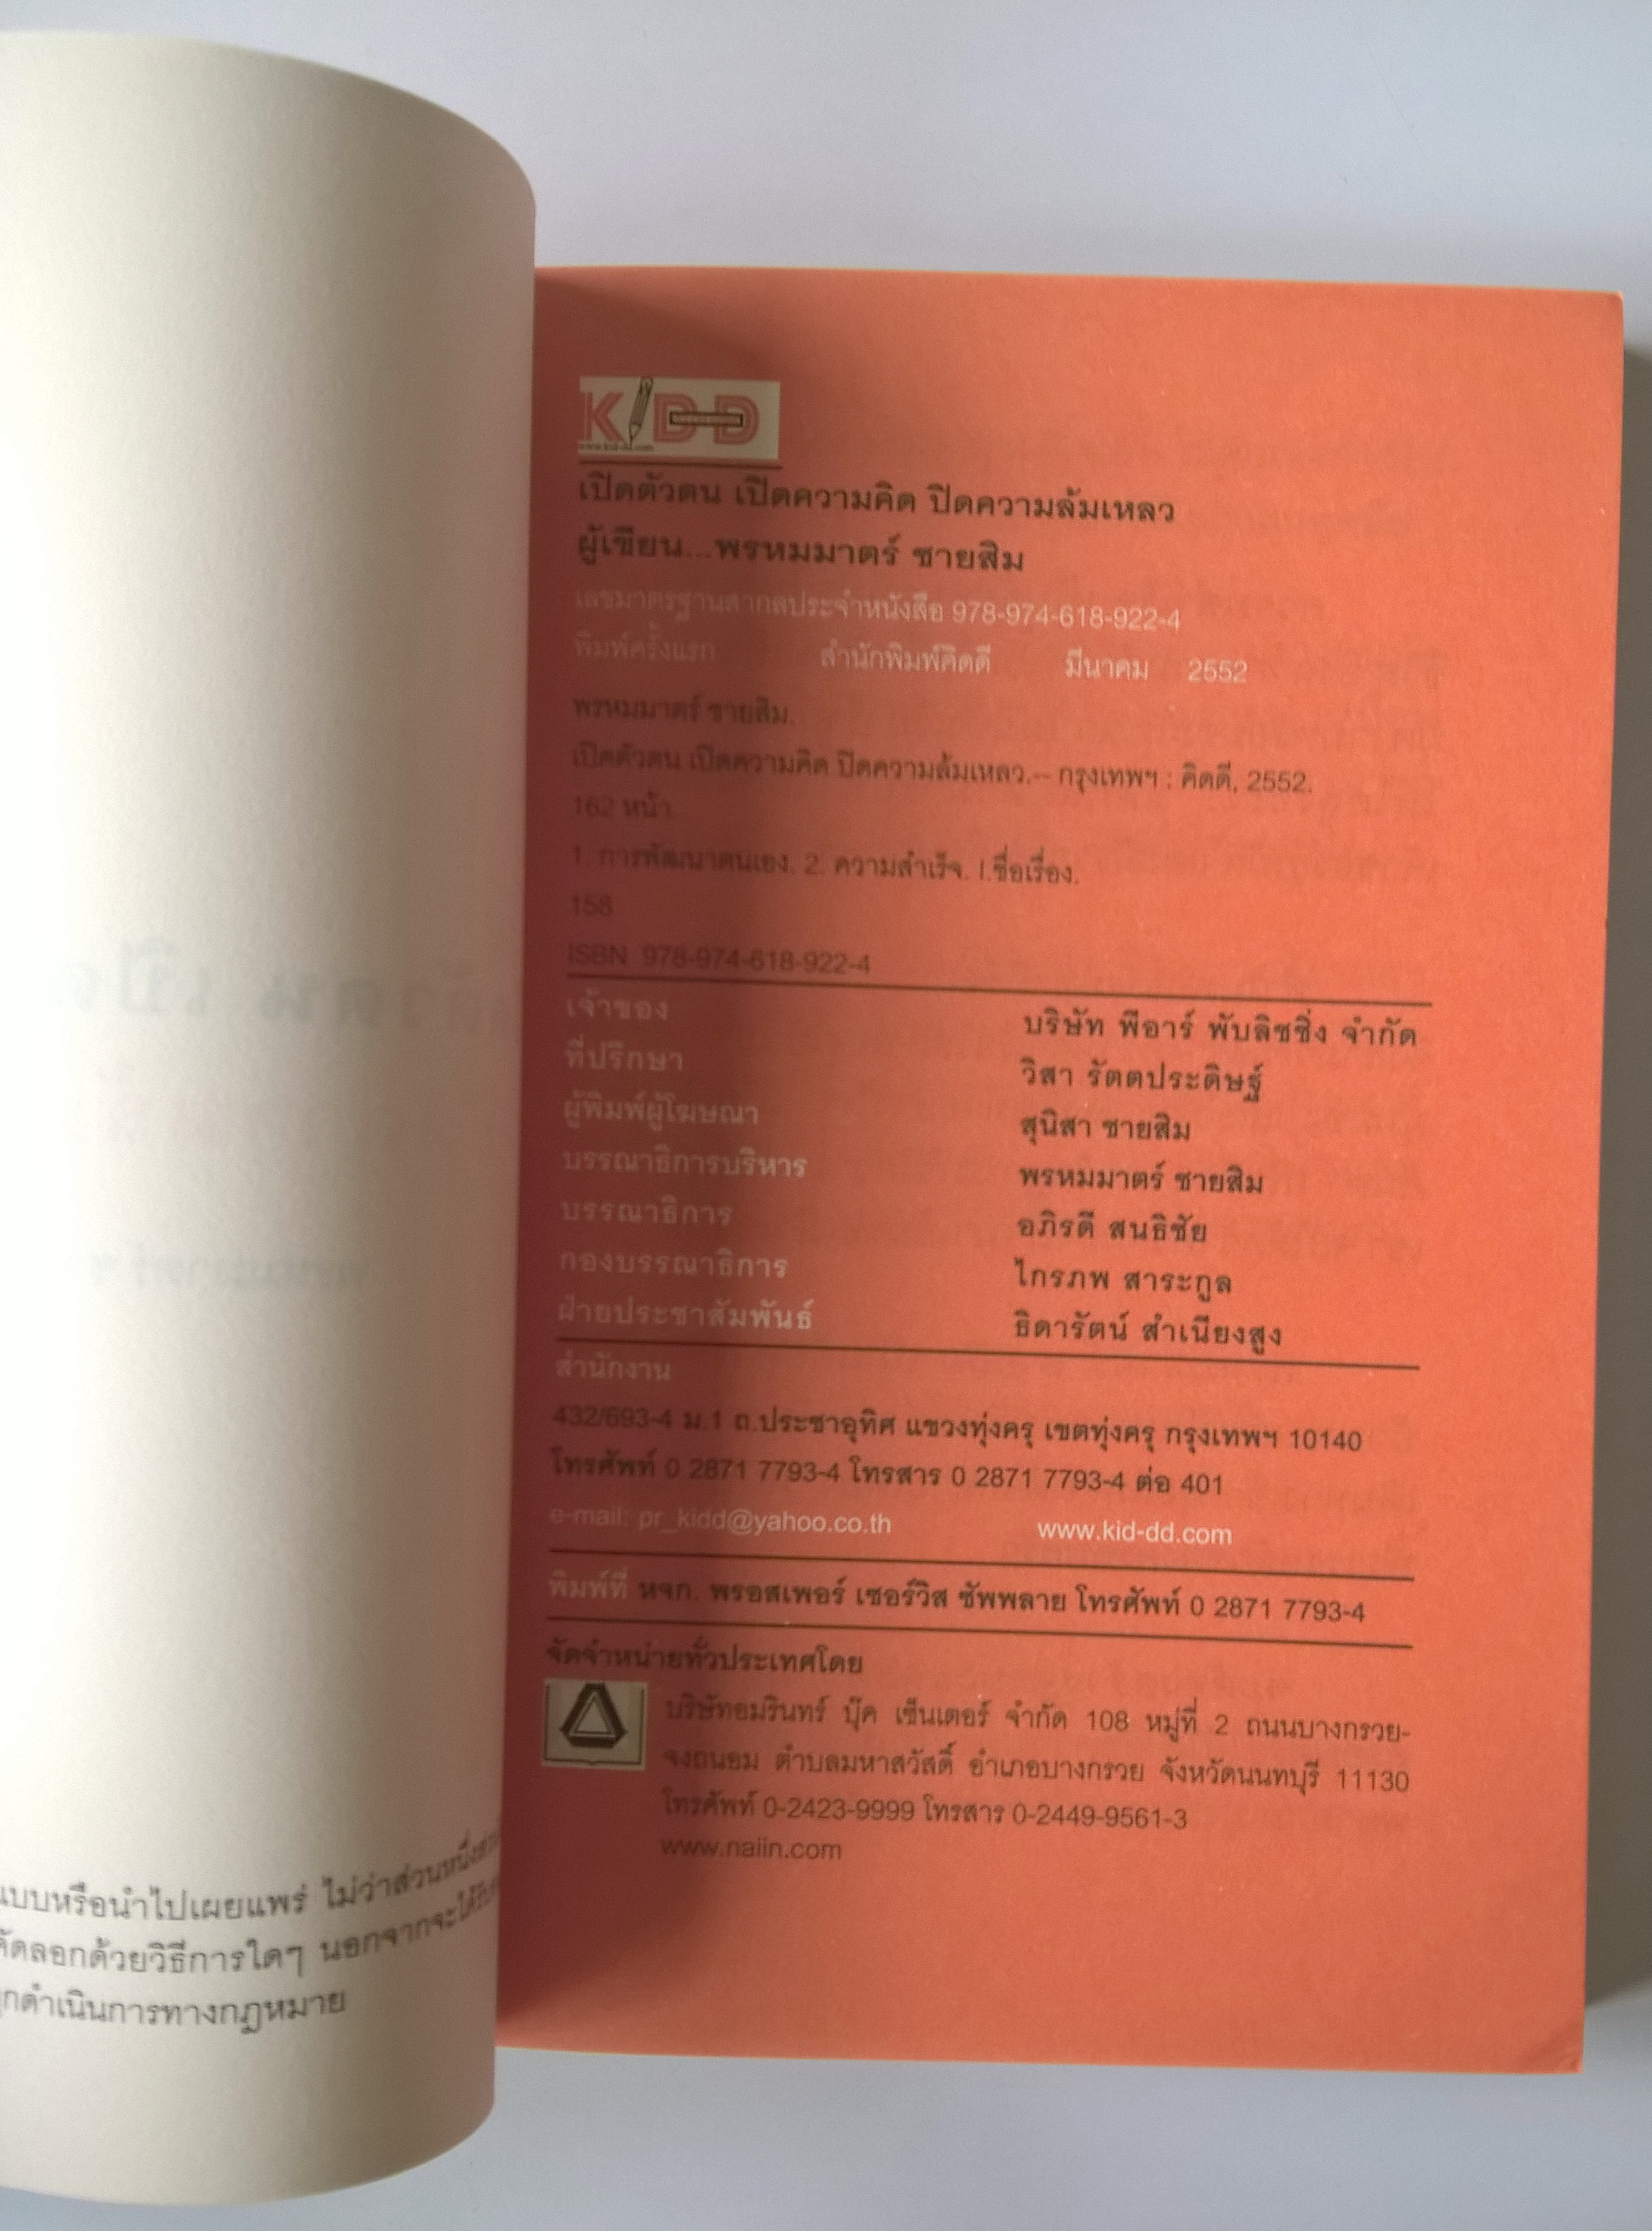 แบบหรือนำไปเผยแพร่ ไม่ว่าส่วนหนึ่ง
คัดลอกด้วยวิธีการใดๆ นอกจากจะได้รับ
ถูกดำเนินการทางกฎหมาย
KIDD
www.kid-dd.com
เปิดตัวตน เปิดความคิด ปิดความล้มเหลว
ผู้เขียน...พรหมมาตร์ ชายสิม
เลขมาตรฐานสากลประจำหนังสือ 978-974-618-922-4
พิมพ์ครั้งแรก สำนักพิมพ์คิดดี มีนาคม 2552
พรหมมาตร์ ชายสิม.
เปิดตัวตน เปิดความคิด ปิดความล้มเหลว.-- กรุงเทพฯ : คิดดี, 2552.
162 หน้า.
1. การพัฒนาตนเอง. 2. ความสำเร็จ. I.ชื่อเรื่อง.
158
ISBN 978-974-618-922-4
เจ้าของ บริษัท พีอาร์ พับลิชชิ่ง จำกัด
ที่ปรึกษา วิสา รัตตประดิษฐ์
ผู้พิมพ์ผู้โฆษณา สุนิสา ชายสิม
บรรณาธิการบริหาร พรหมมาตร์ ชายสิม
บรรณาธิการ อภิรดี สนธิชัย
กองบรรณาธิการ ไกรภพ สาระกูล
ฝ่ายประชาสัมพันธ์ ธิดารัตน์ สำเนียงสูง
สำนักงาน
432/693-4 ม.1 ถ.ประชาอุทิศ แขวงทุ่งครุ เขตทุ่งครุ กรุงเทพฯ 10140
โทรศัพท์ 0 2871 7793-4 โทรสาร 0 2871 7793-4 ต่อ 401
e-mail: pr_kidd@yahoo.co.th www.kid-dd.com
พิมพ์ที่ หจก. พรอสเพอร์ เซอร์วิส ซัพพลาย โทรศัพท์ 0 2871 7793-4
จัดจำหน่ายทั่วประเทศโดย
บริษัทอมรินทร์ บุ๊ค เซ็นเตอร์ จำกัด 108 หมู่ที่ 2 ถนนบางกรวย-
จงถนอม ตำบลมหาสวัสดิ์ อำเภอบางกรวย จังหวัดนนทบุรี 11130
โทรศัพท์ 0-2423-9999 โทรสาร 0-2449-9561-3
www.naiin.com